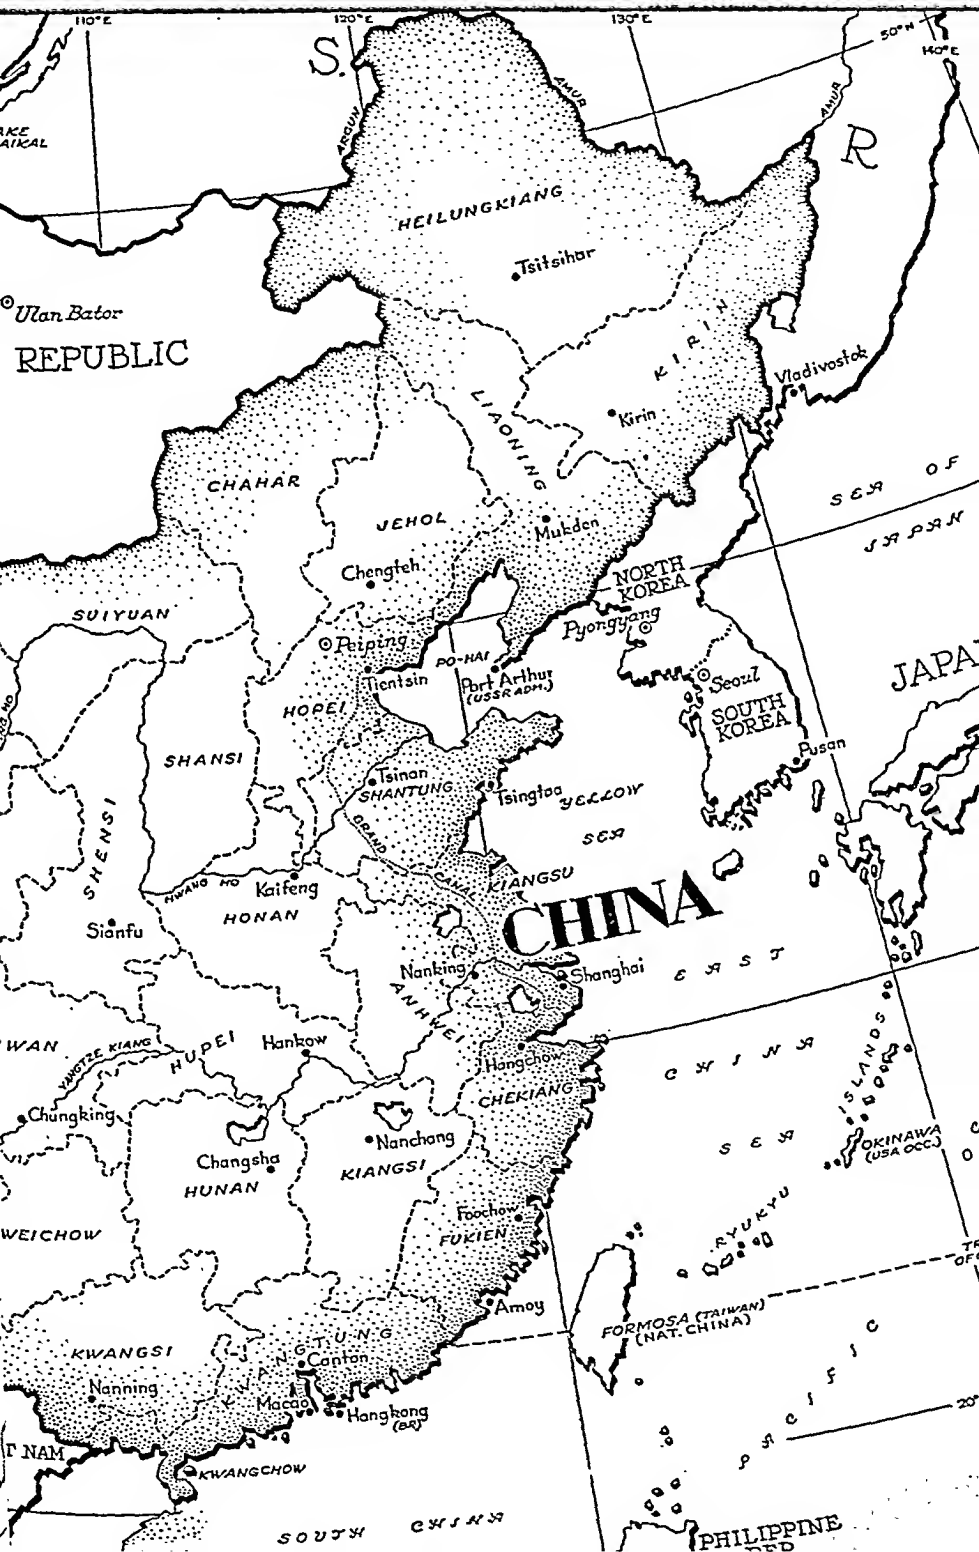 110°E
120°E
130°E
50°N
140°E
S.
R
AKE
AIKAL
ARGUN
AMUR
AMUR
HEILUNGKIANG
Tsitsihar
Ulan Bator
REPUBLIC
KIRIN
Vladivostok
Kirin
LIAONING
CHAHAR
JEHOL
Mukden
Chengteh
SEA OF
JAPAN
NORTH
KOREA
Pyongyang
SUIYUAN
Peiping
PO-HAI
Tientsin
Port Arthur
(USSR ADM.)
Seoul
SOUTH
KOREA
JAPA
HOPEI
SHANSI
Pusan
Tsinan
SHANTUNG
Tsingtao
YELLOW
SEA
SHENSI
GRAND
CANAL
HWANG HO
Kaifeng
KIANGSU
HONAN
CHINA
Sianfu
Nanking
Shanghai
EAST
ANHWEI
WAN
YANGTZE KIANG
HUPEI
Hankow
Hangchow
CHINA
CHEKIANG
ISLANDS
Chungking
Nanchang
SEA
OKINAWA
(USA OCC.)
C
O
Changsha
HUNAN
KIANGSI
WEICHOW
Foochow
FUKIEN
RYUKYU
TR
OF
Amoy
FORMOSA (TAIWAN)
(NAT. CHINA)
KWANGSI
KWANGTUNG
Canton
Nanning
Macao
Hongkong
(BR)
PACIFIC
20°
T NAM
KWANGCHOW
SOUTH CHINA
PHILIPPINE
REP.